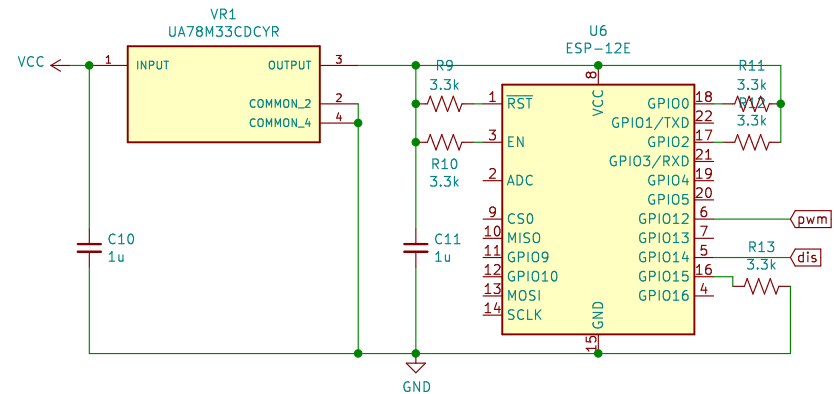 VR1
UA78M33CDCYR
VCC
1
INPUT
OUTPUT
3
COMMON_2
2
COMMON_4
4
C10
1u
R9
3.3k
R10
3.3k
C11
1u
GND
U6
ESP-12E
8
VCC
1
RST
3
EN
2
ADC
9
CS0
10
MISO
11
GPIO9
12
GPIO10
13
MOSI
14
SCLK
GND
15
GPIO0
18
GPIO1/TXD
22
GPIO2
17
GPIO3/RXD
21
GPIO4
19
GPIO5
20
GPIO12
6
GPIO13
7
GPIO14
5
GPIO15
16
GPIO16
4
R11
3.3k
R12
3.3k
pwm
dis
R13
3.3k